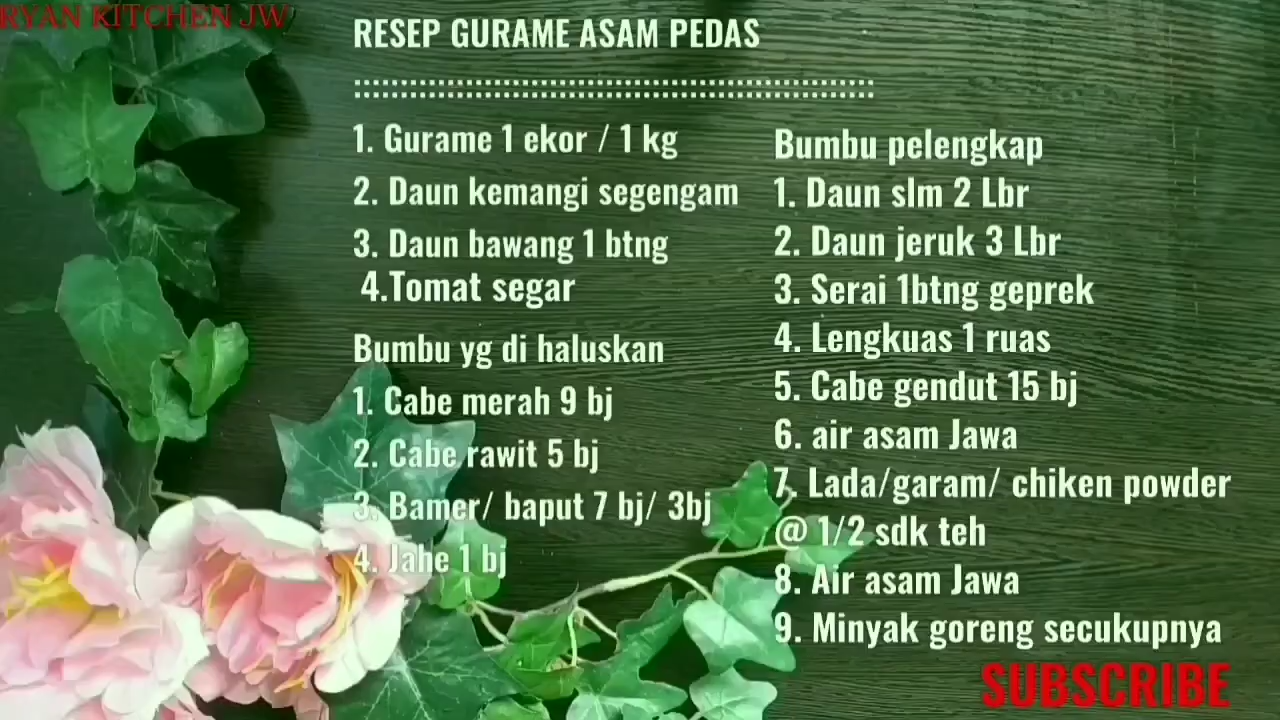 RYAN KITCHEN JW
RESEP GURAME ASAM PEDAS
1. Gurame 1 ekor / 1 kg
2. Daun kemangi segengam
3. Daun bawang 1 btng
4.Tomat segar
Bumbu yg di haluskan
1. Cabe merah 9 bj
2. Cabe rawit 5 bj
3. Bamer/ baput 7 bj/ 3bj
4. Jahe 1 bj
Bumbu pelengkap
1. Daun slm 2 Lbr
2. Daun jeruk 3 Lbr
3. Serai 1btng geprek
4. Lengkuas 1 ruas
5. Cabe gendut 15 bj
6. air asam Jawa
7. Lada/garam/ chiken powder
@ 1/2 sdk teh
8. Air asam Jawa
9. Minyak goreng secukupnya
SUBSCRIBE